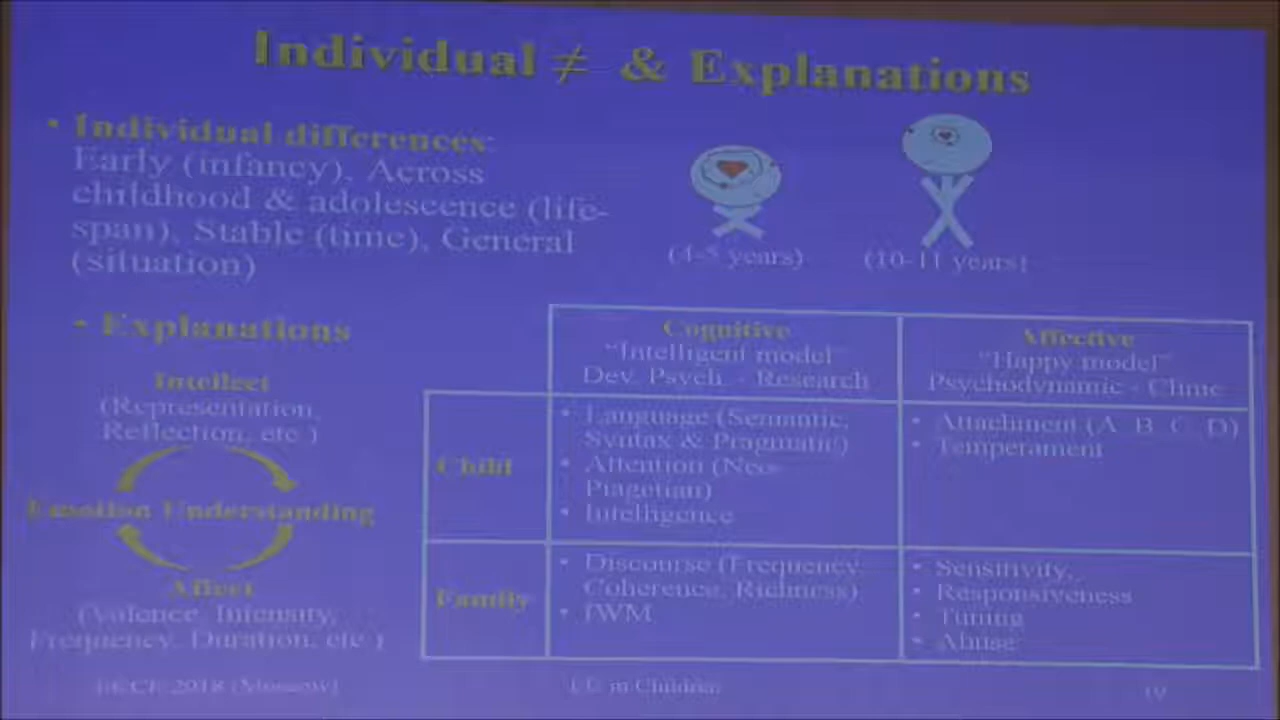 Individual ≠ & Explanations
• Individual differences:
Early (infancy), Across
childhood & adolescence (life-
span), Stable (time), General
(situation)
(4-5 years)
(10-11 years)
• Explanations
Intellect
(Representation,
Reflection, etc.)
Emotion Understanding
Affect
(Valence, Intensity,
Frequency, Duration, etc.)
Cognitive
"Intelligent model"
Dev. Psych. - Research
Affective
"Happy model"
Psychodynamic - Clinic
Child
• Language (Semantic,
Syntax & Pragmatic)
• Attention (Neo-
Piagetian)
• Intelligence
• Attachment (A, B, C, D)
• Temperament
Family
• Discourse (Frequency,
Coherence, Richness)
• IWM
• Sensitivity,
• Responsiveness
• Tuning
• Abuse
2018 (Moscow)
in Children